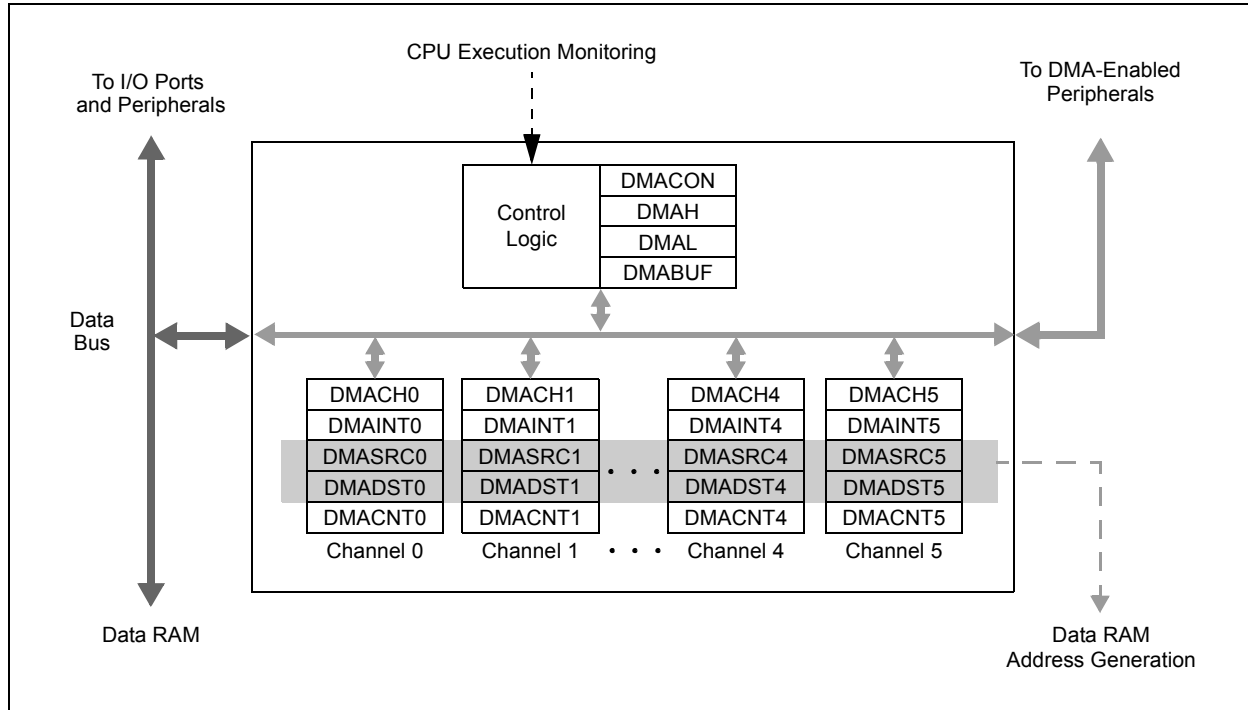 CPU Execution Monitoring
To I/O Ports
and Peripherals
To DMA-Enabled
Peripherals
Control
Logic
DMACON
DMAH
DMAL
DMABUF
Data
Bus
DMACH0
DMAINT0
DMASRC0
DMADST0
DMACNT0
Channel 0
DMACH1
DMAINT1
DMASRC1
DMADST1
DMACNT1
Channel 1
. . .
. . .
DMACH4
DMAINT4
DMASRC4
DMADST4
DMACNT4
Channel 4
DMACH5
DMAINT5
DMASRC5
DMADST5
DMACNT5
Channel 5
Data RAM
Data RAM
Address Generation